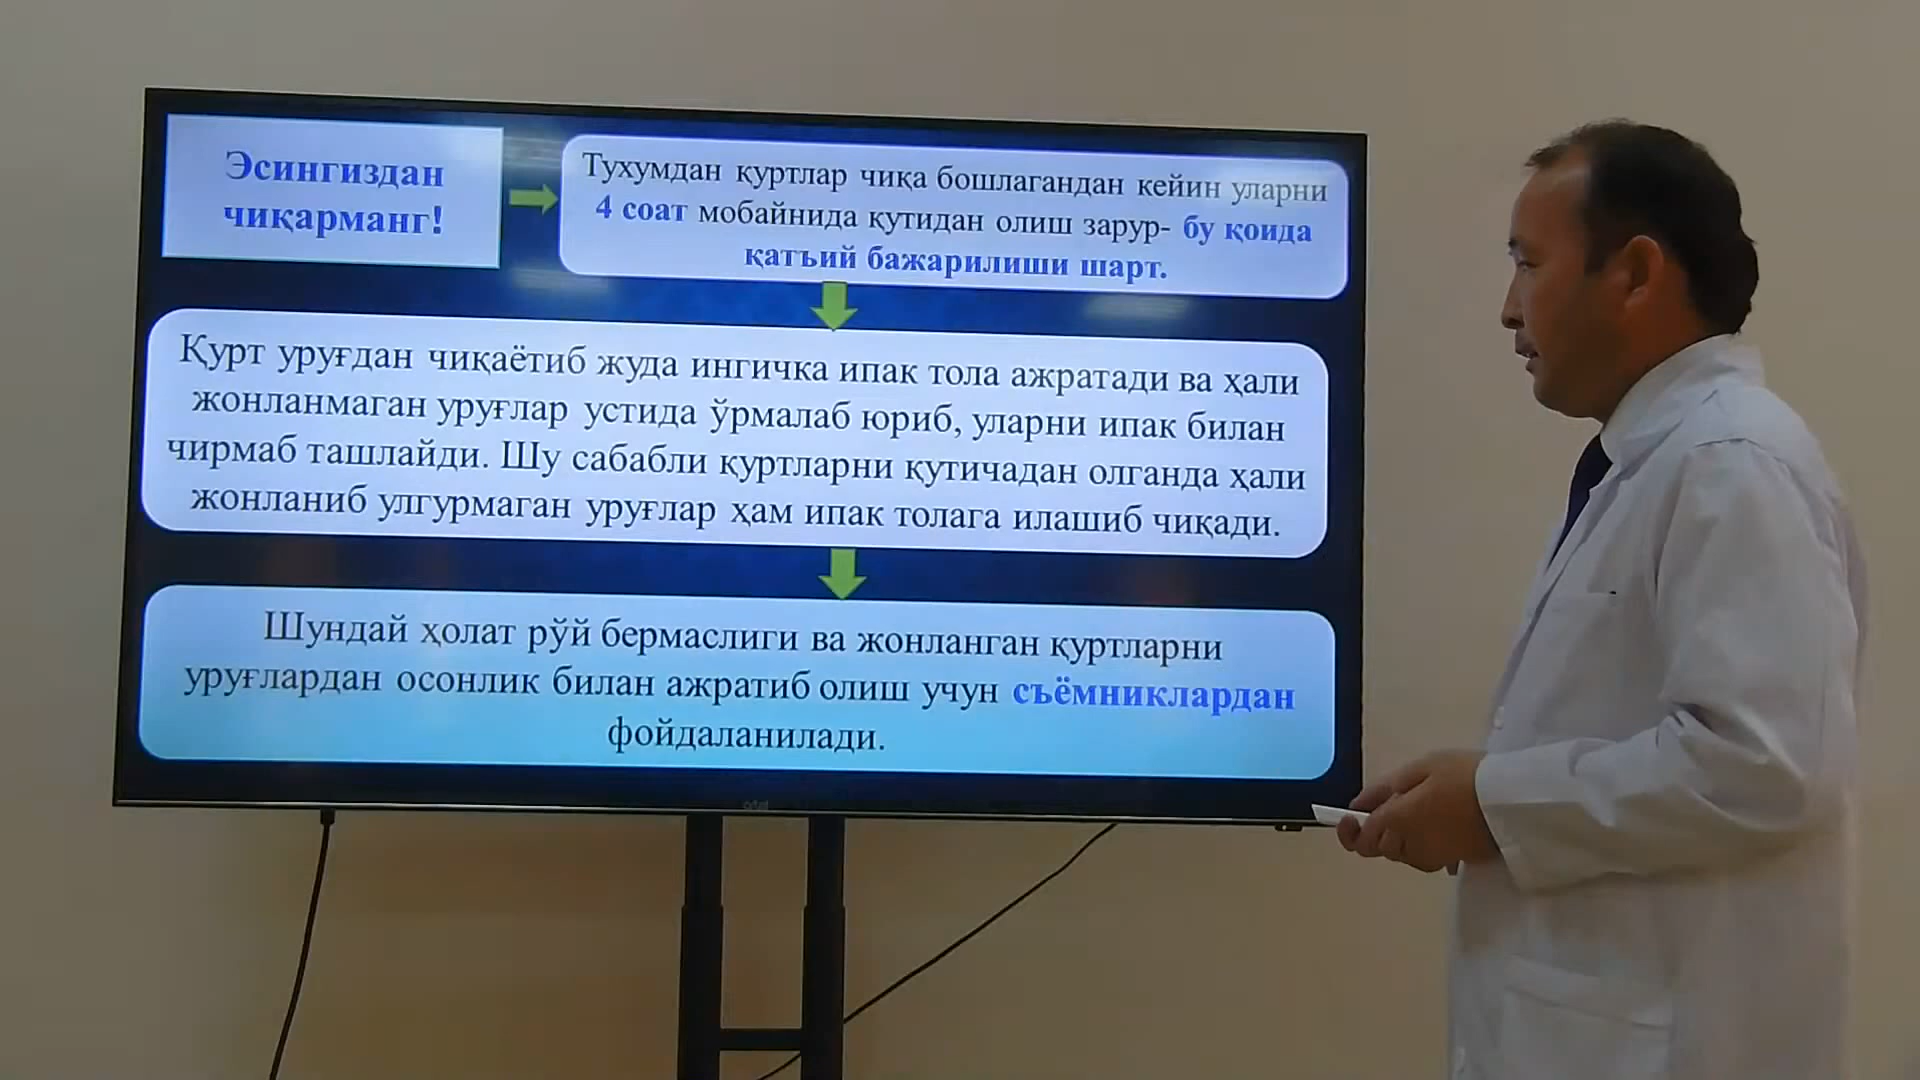 Эсингиздан
чиқарманг!
Тухумдан қуртлар чиқа бошлагандан кейин уларни
4 соат мобайнида қутидан олиш зарур- бу қоида
қатъий бажарилиши шарт.
Қурт уруғдан чиқаётиб жуда ингичка ипак тола ажратади ва ҳали
жонланмаган уруғлар устида ўрмалаб юриб, уларни ипак билан
чирмаб ташлайди. Шу сабабли қуртларни қутичадан олганда ҳали
жонланиб улгурмаган уруғлар ҳам ипак толага илашиб чиқади.
Шундай ҳолат рўй бермаслиги ва жонланган қуртларни
уруғлардан осонлик билан ажратиб олиш учун съёмниклардан
фойдаланилади.
artel